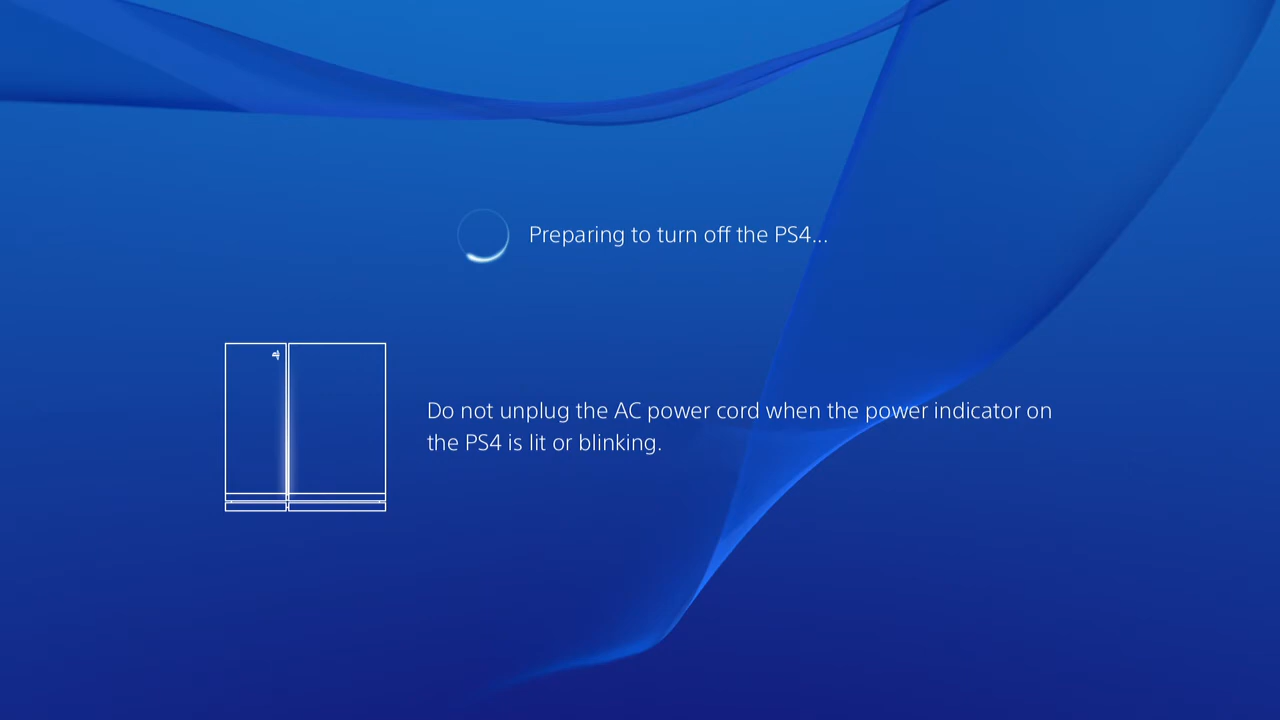 Preparing to turn off the PS4...
Do not unplug the AC power cord when the power indicator on
the PS4 is lit or blinking.